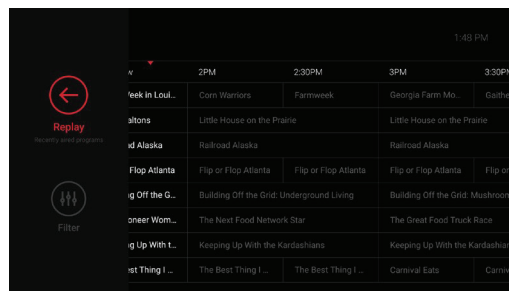 1:48 PM
w 2PM 2:30PM 3PM 3:30PM
Week in Loui... Corn Warriors Farmweek Georgia Farm Mo... Gaithe
altons Little House on the Prairie Little House on the Prairie
ad Alaska Railroad Alaska Railroad Alaska
Flop Atlanta Flip or Flop Atlanta Flip or Flop Atlanta Flip or Flop Atlanta Flip or
ng Off the G... Building Off the Grid: Underground Living Building Off the Grid: Mushroom
oneer Wom... The Next Food Network Star The Great Food Truck Race
ng Up With t... Keeping Up With the Kardashians Keeping Up With the Kardashian
est Thing I ... The Best Thing I ... The Best Thing I ... Carnival Eats Carniv
Replay
Recently aired programs
Filter